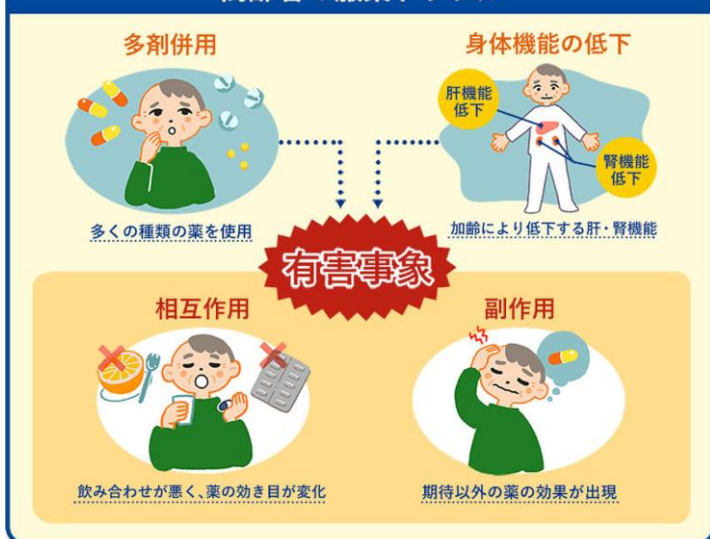 多剤併用
身体機能の低下
肝機能
低下
腎機能
低下
多くの種類の薬を使用
加齢により低下する肝・腎機能
有害事象
相互作用
副作用
飲み合わせが悪く、薬の効き目が変化
期待以外の薬の効果が出現